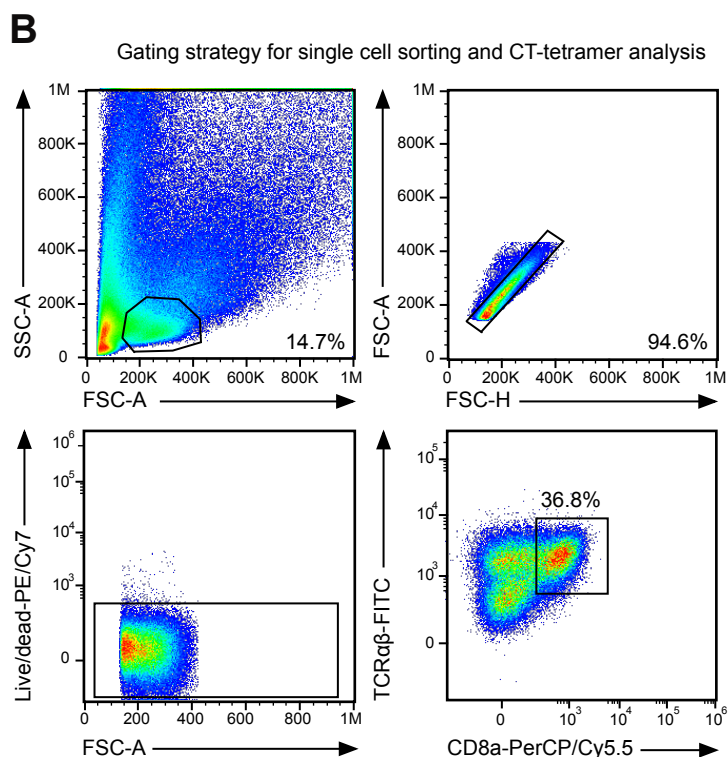 B
Gating strategy for single cell sorting and CT-tetramer analysis
SSC-A
1M
800K
600K
400K
200K
0
14.7%
0 200K 400K 600K 800K 1M
FSC-A
FSC-A
1M
800K
600K
400K
200K
0
94.6%
0 200K 400K 600K 800K 1M
FSC-H
Live/dead-PE/Cy7
10^6
10^5
10^4
10^3
0
0 200 400K 600K 800K 1M
FSC-A
TCRαβ-FITC
10^5
10^4
10^3
0
36.8%
0 10^3 10^4 10^5 10^6
CD8a-PerCP/Cy5.5